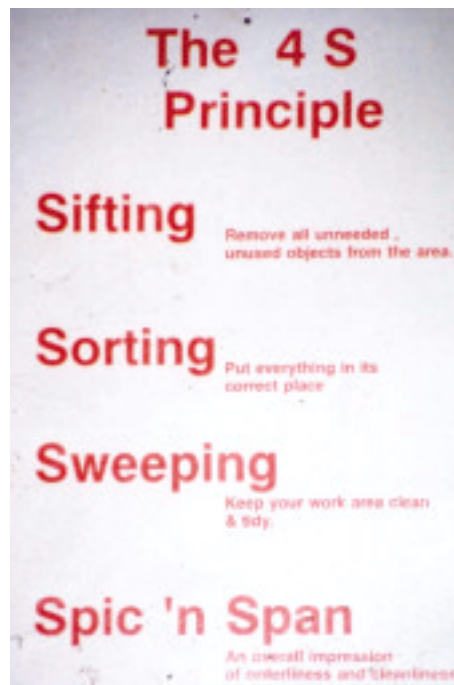 The 4 S
Principle
Sifting
Remove all unneeded ,
unused objects from the area.
Sorting
Put everything in its
correct place
Sweeping
Keep your work area clean
& tidy.
Spic 'n Span
An overall impression
of orderliness and cleanliness